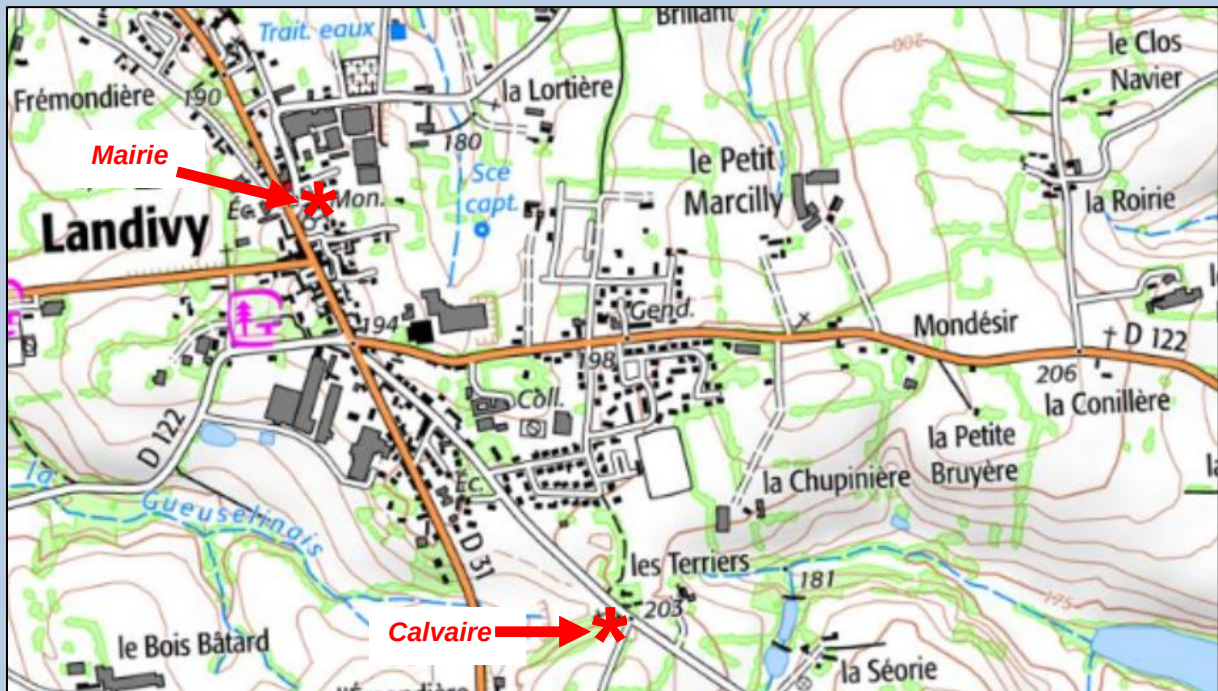 Brillant
Trait. eaux
le Clos
Navier
Frémondière
190
la Lortière
200
180
Mairie
le Petit
Marcilly
Sce
capt.
Éc.
Mon.
la Roirie
Landivy
194
Gend.
Mondésir
D 122
198
206
Coll.
la Conillère
D 122
la Petite
Bruyère
la Chupinière
Éc.
la
Gueuselinais
D 31
les Terriers
181
175
203
Calvaire
le Bois Bâtard
la Séorie
l'Émondière